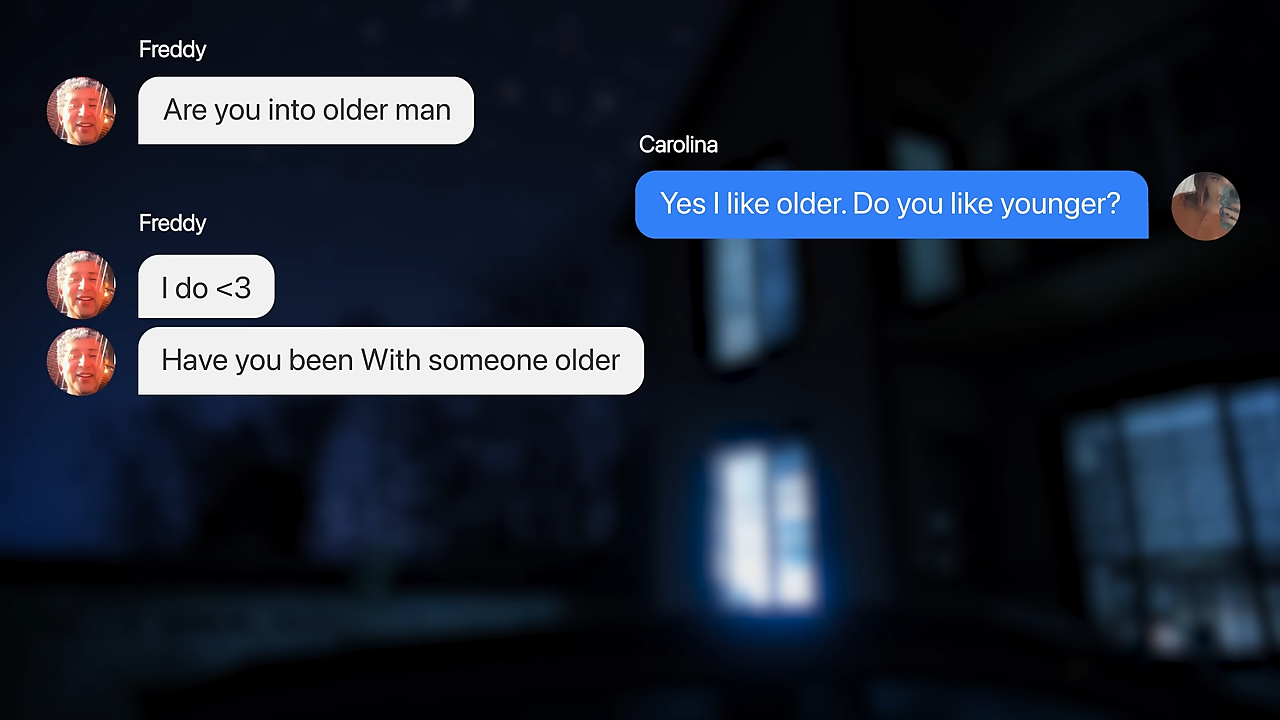 Freddy
Are you into older man
Carolina
Yes I like older. Do you like younger?
Freddy
I do <3
Have you been With someone older